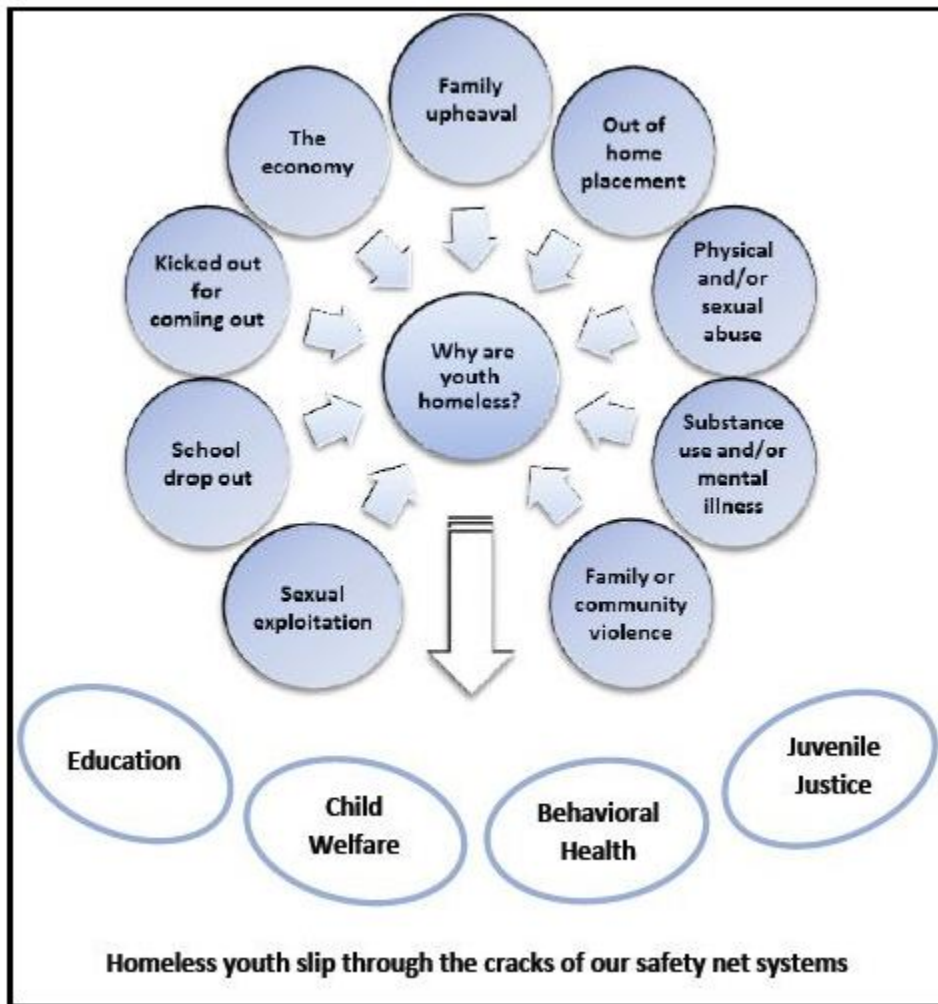 Family
upheaval
Out of
home
placement
Physical
and/or
sexual
abuse
Substance
use and/or
mental
illness
Family or
community
violence
Sexual
exploitation
School
drop out
Kicked out
for
coming out
The
economy
Why are
youth
homeless?
Education
Child
Welfare
Behavioral
Health
Juvenile
Justice
Homeless youth slip through the cracks of our safety net systems